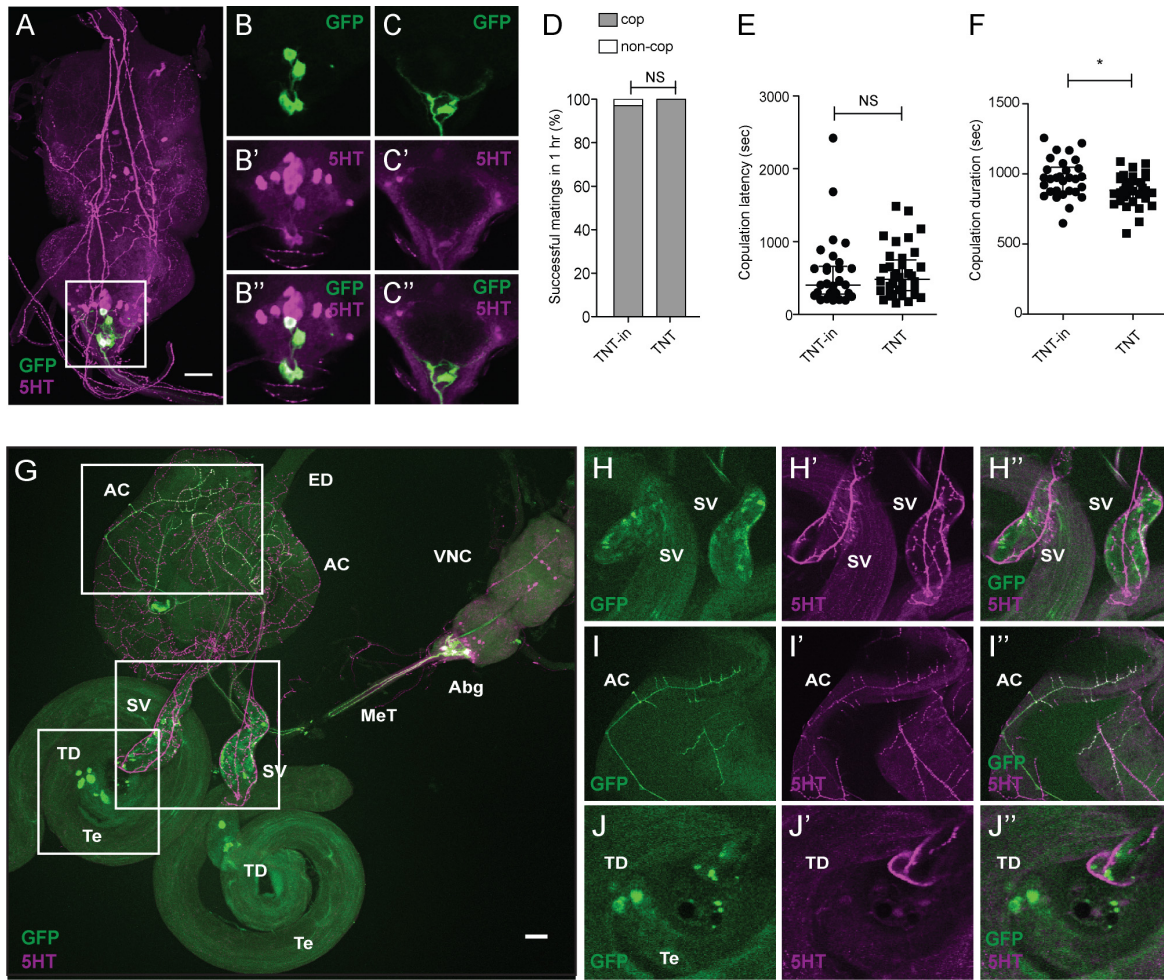 A
GFP
5HT
B
GFP
B'
5HT
B''
GFP
5HT
C
GFP
C'
5HT
C''
GFP
5HT
D
cop
non-cop
NS
Successful matings in 1 hr (%)
100
80
60
40
20
0
TNT-in
TNT
E
NS
Copulation latency (sec)
3000
2000
1000
0
TNT-in
TNT
F
*
Copulation duration (sec)
1500
1000
500
0
TNT-in
TNT
G
AC
ED
AC
VNC
SV
Abg
MeT
TD
SV
Te
TD
Te
GFP
5HT
H
SV
SV
GFP
H'
SV
SV
5HT
H''
SV
SV
GFP
5HT
I
AC
GFP
I'
AC
5HT
I''
AC
GFP
5HT
J
TD
Te
GFP
J'
TD
5HT
J''
TD
GFP
5HT